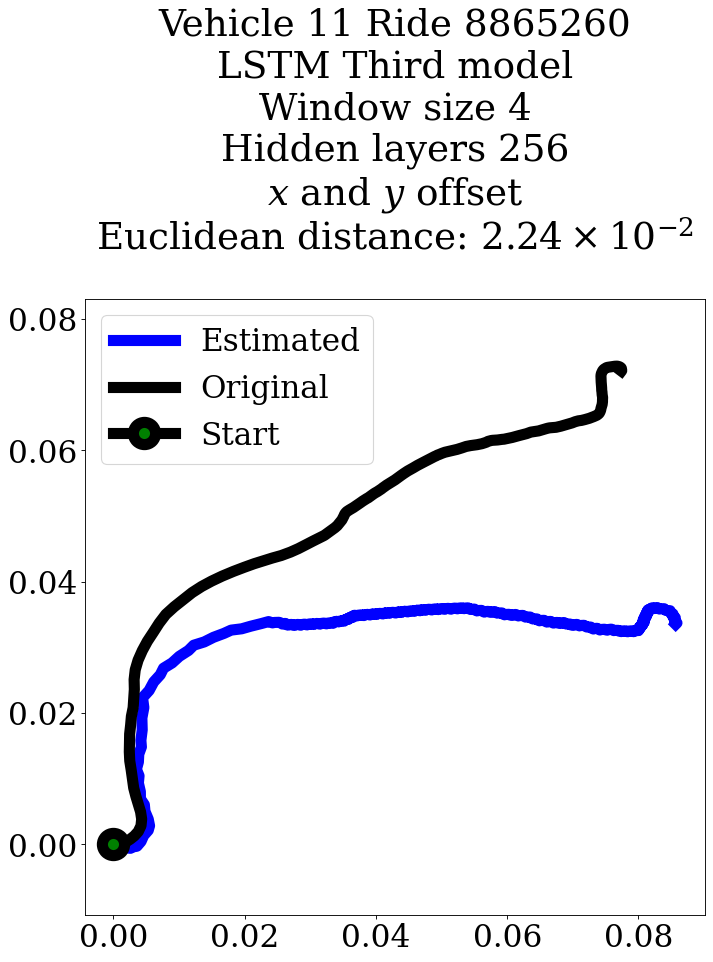 Vehicle 11 Ride 8865260
LSTM Third model
Window size 4
Hidden layers 256
x and y offset
Euclidean distance: 2.24 × 10⁻²
Estimated
Original
Start
0.08
0.06
0.04
0.02
0.00
0.00 0.02 0.04 0.06 0.08